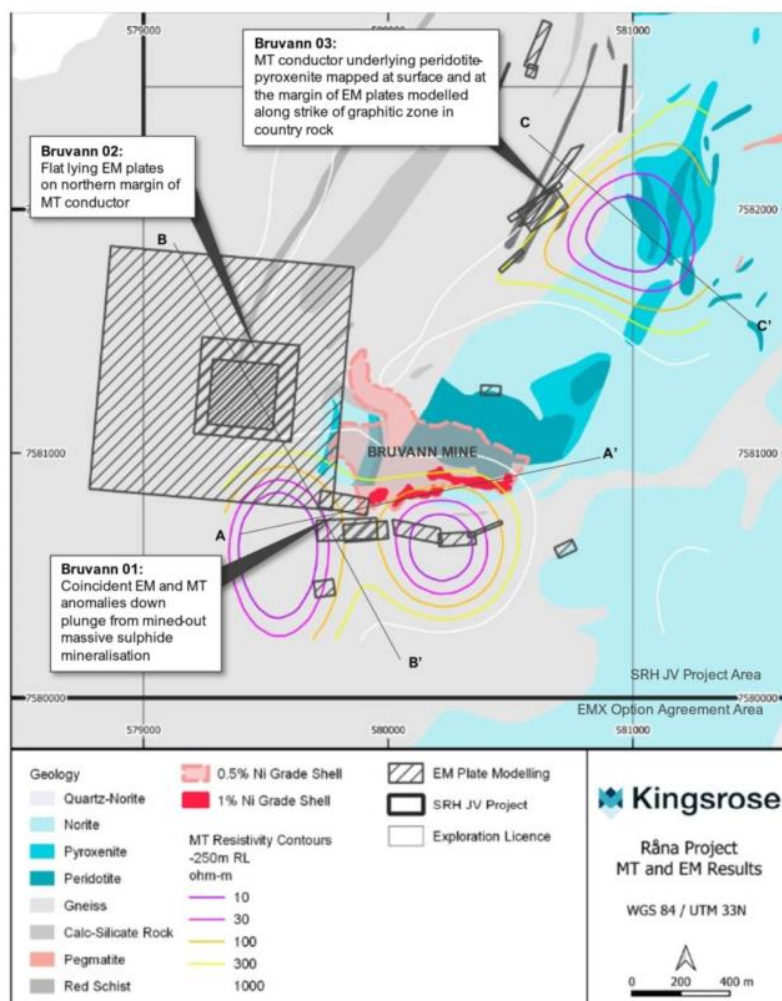 579000
581000
Bruvann 03:
MT conductor underlying peridotite-
pyroxenite mapped at surface and at
the margin of EM plates modelled
along strike of graphitic zone in
country rock
C
Bruvann 02:
Flat lying EM plates
on northern margin of
MT conductor
7582000
B
C'
7581000
BRUVANN MINE
A'
7581000
A
Bruvann 01:
Coincident EM and MT
anomalies down
plunge from mined-out
massive sulphide
mineralisation
B'
SRH JV Project Area
7580000
7580000
EMX Option Agreement Area
579000
580000
581000
Geology
Quartz-Norite
Norite
Pyroxenite
Peridotite
Gneiss
Calc-Silicate Rock
Pegmatite
Red Schist
0.5% Ni Grade Shell
1% Ni Grade Shell
MT Resistivity Contours
-250m RL
ohm-m
10
30
100
300
1000
EM Plate Modelling
SRH JV Project
Exploration Licence
Kingsrose
Råna Project
MT and EM Results
WGS 84 / UTM 33N
0 200 400 m